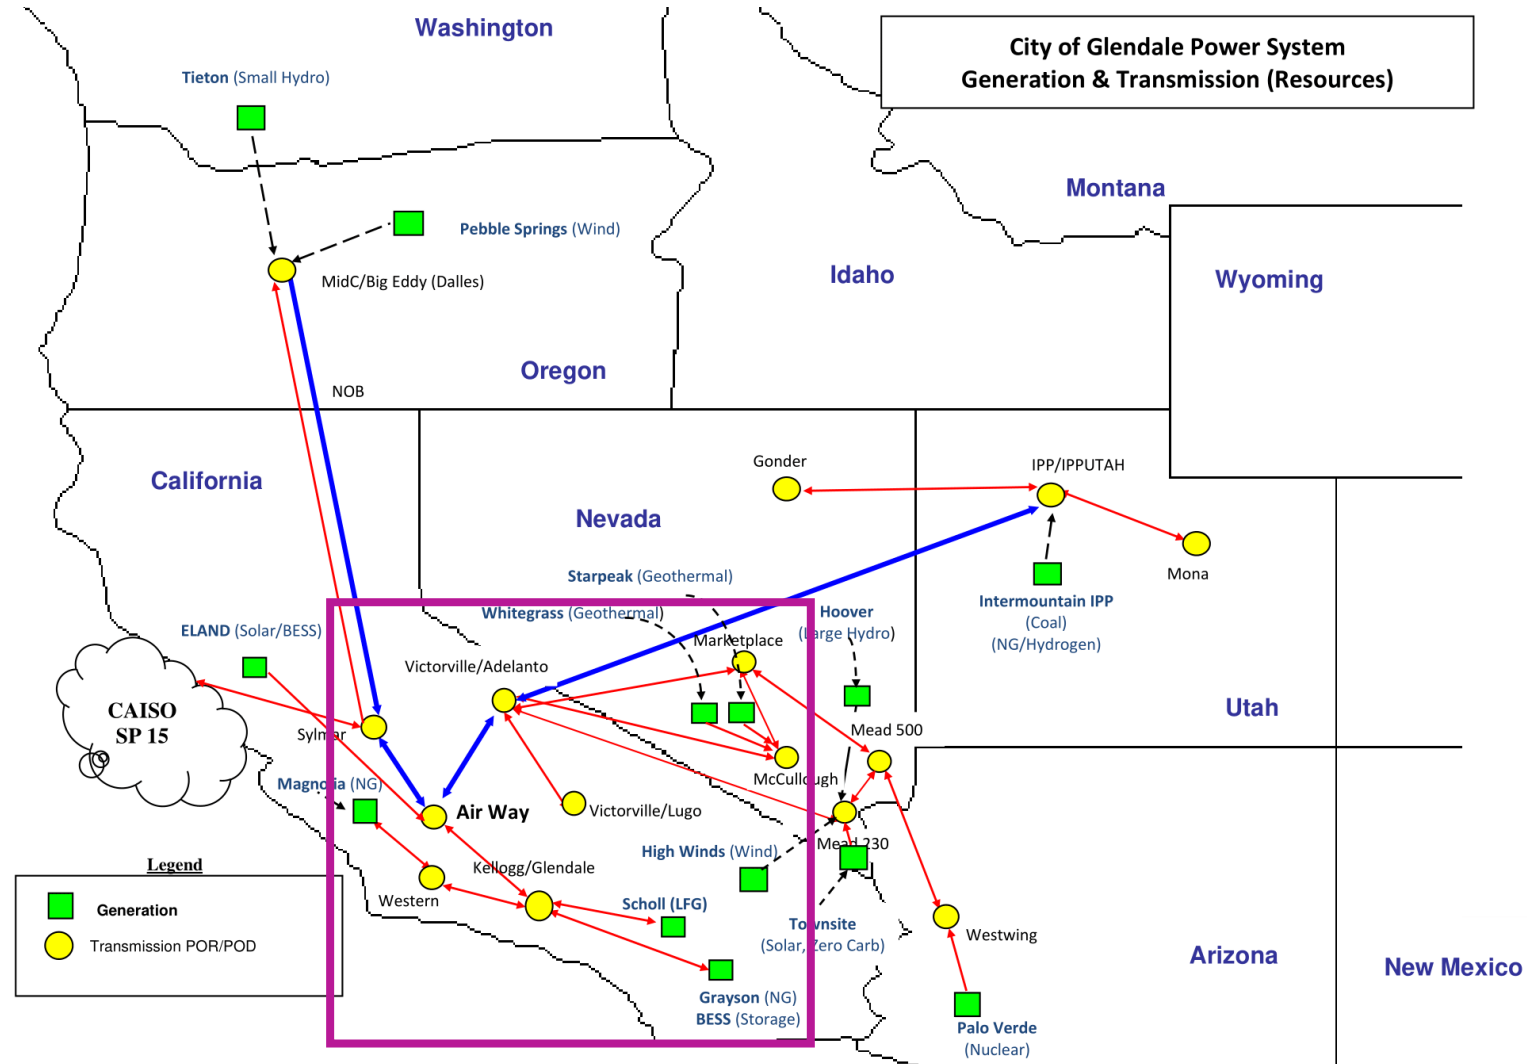 Washington
City of Glendale Power System
Generation & Transmission (Resources)
Tieton (Small Hydro)
Montana
Pebble Springs (Wind)
MidC/Big Eddy (Dalles)
Idaho
Wyoming
Oregon
NOB
California
Gonder
IPP/IPPUTAH
Nevada
Mona
Starpeak (Geothermal)
Whitegrass (Geothermal)
Hoover
(Large Hydro)
Intermountain IPP
(Coal)
(NG/Hydrogen)
ELAND (Solar/BESS)
Marketplace
Victorville/Adelanto
CAISO
SP 15
Sylmar
Utah
Mead 500
Magnolia (NG)
McCullough
Air Way
Victorville/Lugo
Mead 230
High Winds (Wind)
Legend
Kellogg/Glendale
Western
Generation
Scholl (LFG)
Townsite
(Solar, Zero Carb)
Westwing
Transmission POR/POD
Arizona
New Mexico
Grayson (NG)
BESS (Storage)
Palo Verde
(Nuclear)